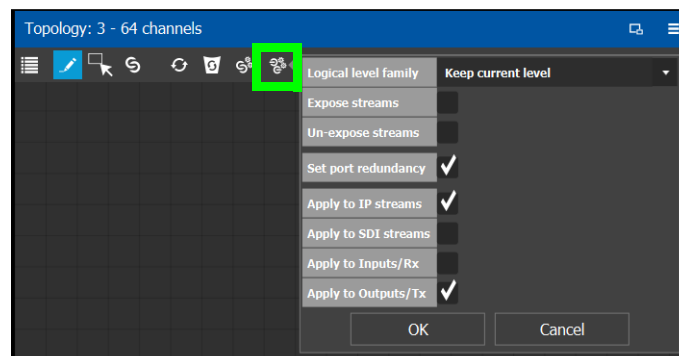 Topology: 3 - 64 channels
Logical level family Keep current level
Expose streams
Un-expose streams
Set port redundancy
Apply to IP streams
Apply to SDI streams
Apply to Inputs/Rx
Apply to Outputs/Tx
OK Cancel